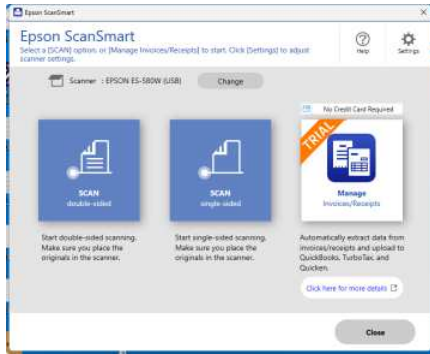 Epson ScanSmart
Epson ScanSmart
Select a [SCAN] option, or [Manage Invoices/Receipts] to start. Click [Settings] to adjust
scanner settings.
Help
Settings
Scanner : EPSON ES-580W (USB)
Change
No Credit Card Required
TRIAL
SCAN
double-sided
SCAN
single-sided
Manage
Invoices/Receipts
Start double-sided scanning.
Make sure you place the
originals in the scanner.
Start single-sided scanning.
Make sure you place the
originals in the scanner.
Automatically extract data from
invoices/receipts and upload to
QuickBooks, TurboTax, and
Quicken.
Click here for more details
Close